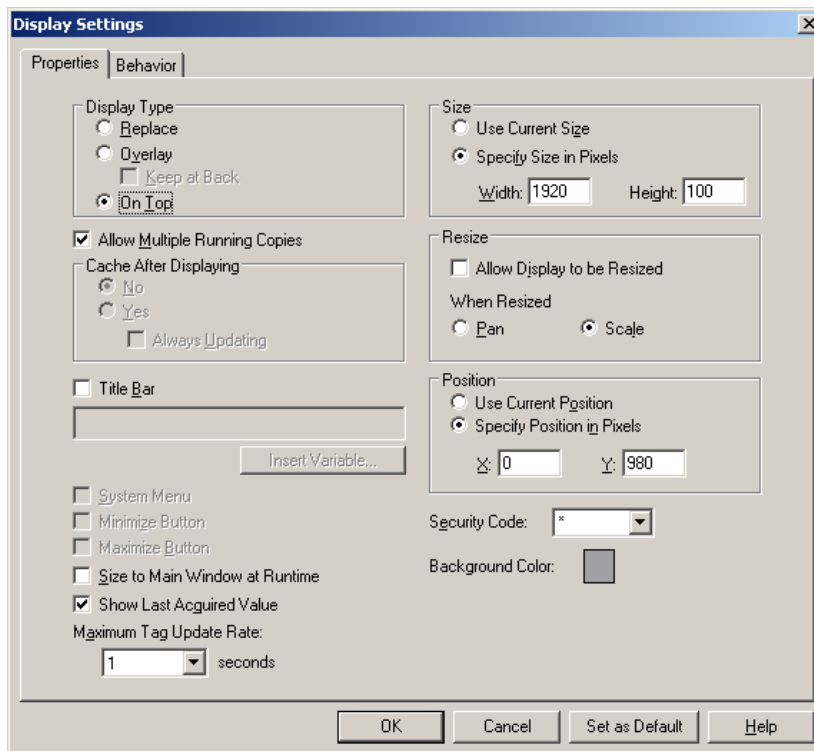 Display Settings
Properties
Behavior
Display Type
Replace
Overlay
Keep at Back
On Top
Allow Multiple Running Copies
Cache After Displaying
No
Yes
Always Updating
Title Bar
Insert Variable...
System Menu
Minimize Button
Maximize Button
Size to Main Window at Runtime
Show Last Acquired Value
Maximum Tag Update Rate:
1 seconds
Size
Use Current Size
Specify Size in Pixels
Width: 1920 Height: 100
Resize
Allow Display to be Resized
When Resized
Pan Scale
Position
Use Current Position
Specify Position in Pixels
X: 0 Y: 980
Security Code: *
Background Color:
OK Cancel Set as Default Help